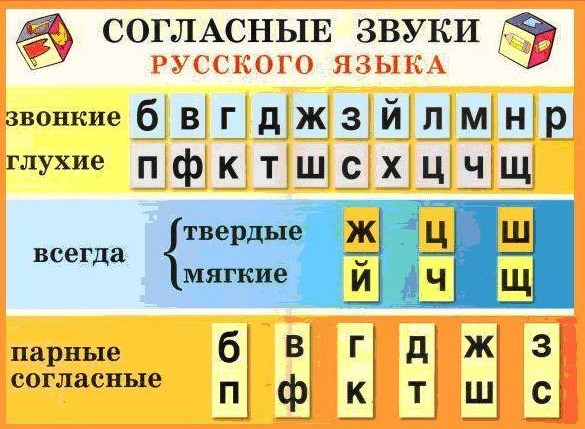 СОГЛАСНЫЕ ЗВУКИ
РУССКОГО ЯЗЫКА
звонкие б в г д ж з й л м н р
глухие п ф к т ш с х ц ч щ
всегда { твердые ж ц ш
мягкие й ч щ
парные согласные
б в г д ж з
п ф к т ш с